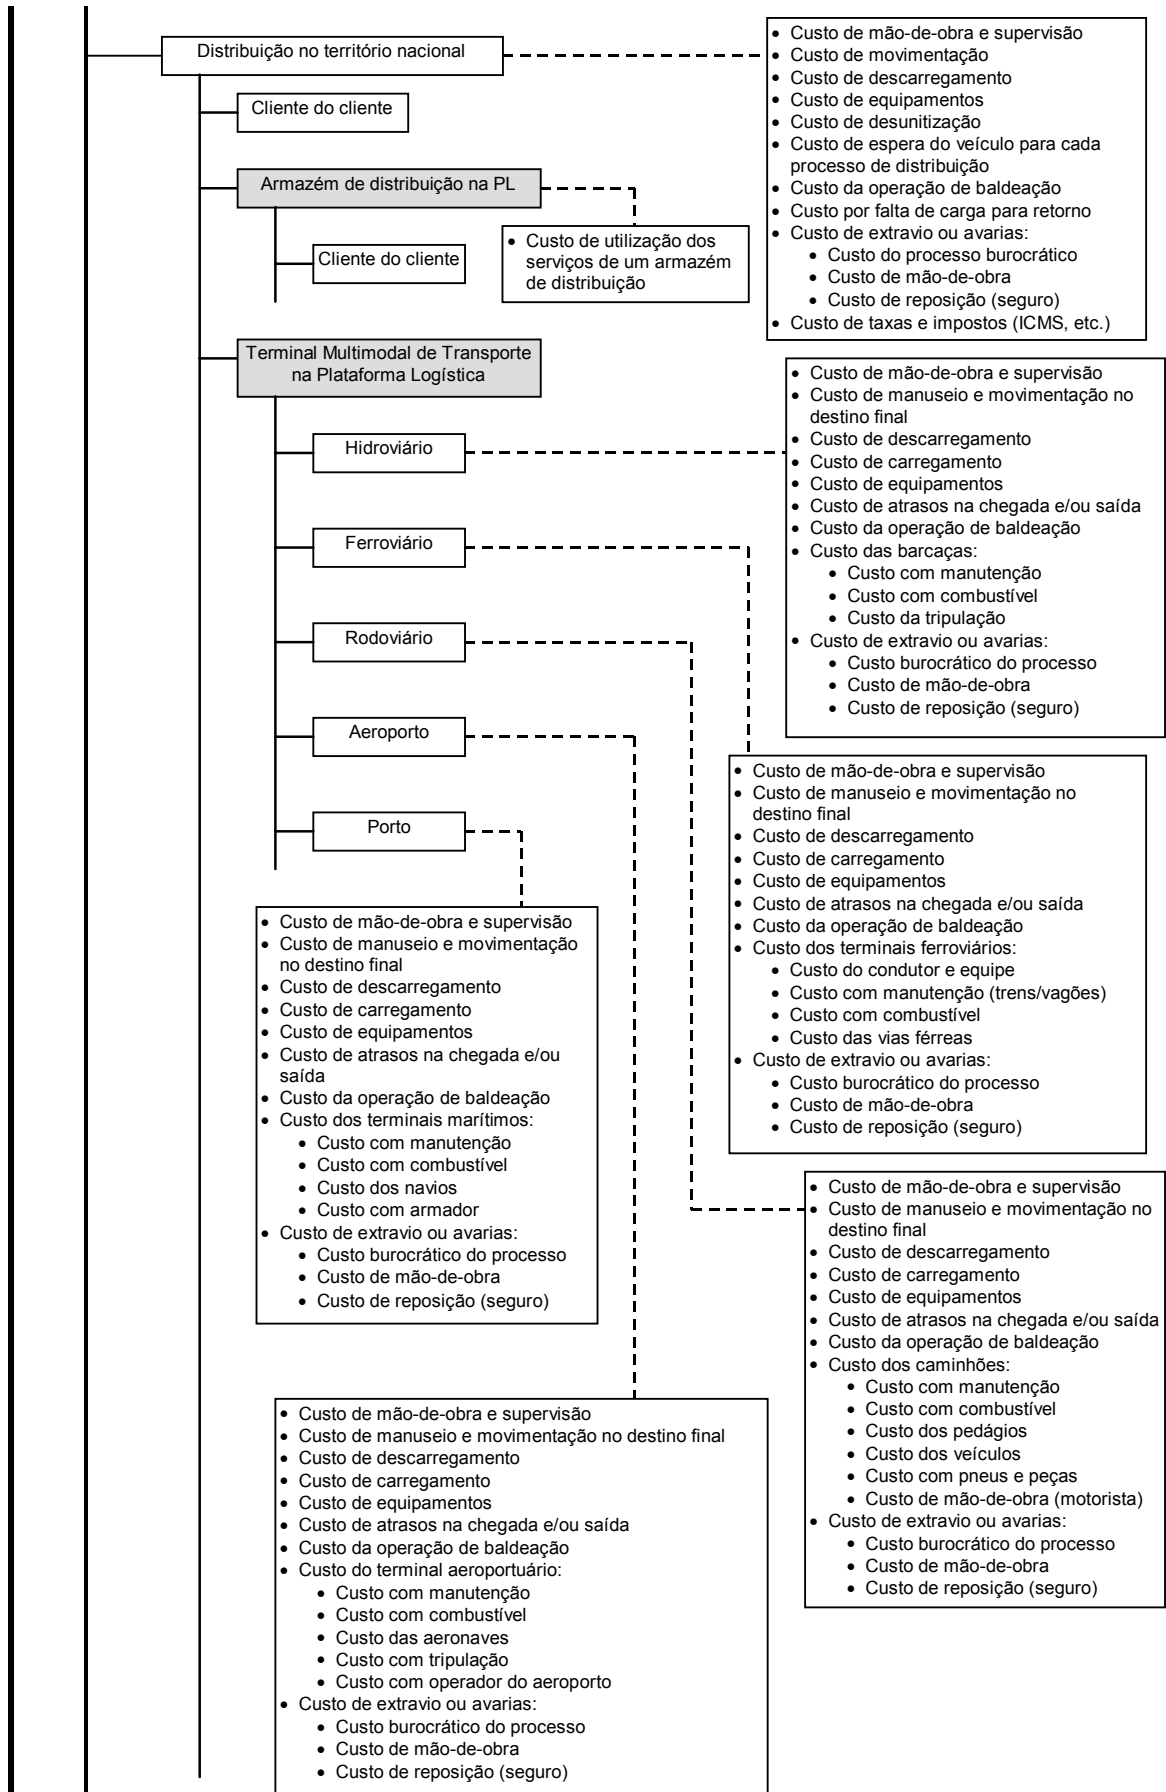 Distribuição no território nacional
• Custo de mão-de-obra e supervisão
• Custo de movimentação
• Custo de descarregamento
• Custo de equipamentos
• Custo de desunitização
• Custo de espera do veículo para cada
processo de distribuição
• Custo da operação de baldeação
• Custo por falta de carga para retorno
• Custo de extravio ou avarias:
• Custo do processo burocrático
• Custo de mão-de-obra
• Custo de reposição (seguro)
• Custo de taxas e impostos (ICMS, etc.)
Cliente do cliente
Armazém de distribuição na PL
• Custo de utilização dos
serviços de um armazém
de distribuição
Cliente do cliente
Terminal Multimodal de Transporte
na Plataforma Logística
Hidroviário
• Custo de mão-de-obra e supervisão
• Custo de manuseio e movimentação no
destino final
• Custo de descarregamento
• Custo de carregamento
• Custo de equipamentos
• Custo de atrasos na chegada e/ou saída
• Custo da operação de baldeação
• Custo das barcaças:
• Custo com manutenção
• Custo com combustível
• Custo da tripulação
• Custo de extravio ou avarias:
• Custo burocrático do processo
• Custo de mão-de-obra
• Custo de reposição (seguro)
Ferroviário
Rodoviário
Aeroporto
Porto
• Custo de mão-de-obra e supervisão
• Custo de manuseio e movimentação no
destino final
• Custo de descarregamento
• Custo de carregamento
• Custo de equipamentos
• Custo de atrasos na chegada e/ou saída
• Custo da operação de baldeação
• Custo dos terminais ferroviários:
• Custo do condutor e equipe
• Custo com manutenção (trens/vagões)
• Custo com combustível
• Custo das vias férreas
• Custo de extravio ou avarias:
• Custo burocrático do processo
• Custo de mão-de-obra
• Custo de reposição (seguro)
• Custo de mão-de-obra e supervisão
• Custo de manuseio e movimentação
no destino final
• Custo de descarregamento
• Custo de carregamento
• Custo de equipamentos
• Custo de atrasos na chegada e/ou
saída
• Custo da operação de baldeação
• Custo dos terminais marítimos:
• Custo com manutenção
• Custo com combustível
• Custo dos navios
• Custo com armador
• Custo de extravio ou avarias:
• Custo burocrático do processo
• Custo de mão-de-obra
• Custo de reposição (seguro)
• Custo de mão-de-obra e supervisão
• Custo de manuseio e movimentação no
destino final
• Custo de descarregamento
• Custo de carregamento
• Custo de equipamentos
• Custo de atrasos na chegada e/ou saída
• Custo da operação de baldeação
• Custo dos caminhões:
• Custo com manutenção
• Custo com combustível
• Custo dos pedágios
• Custo dos veículos
• Custo com pneus e peças
• Custo de mão-de-obra (motorista)
• Custo de extravio ou avarias:
• Custo burocrático do processo
• Custo de mão-de-obra
• Custo de reposição (seguro)
• Custo de mão-de-obra e supervisão
• Custo de manuseio e movimentação no destino final
• Custo de descarregamento
• Custo de carregamento
• Custo de equipamentos
• Custo de atrasos na chegada e/ou saída
• Custo da operação de baldeação
• Custo do terminal aeroportuário:
• Custo com manutenção
• Custo com combustível
• Custo das aeronaves
• Custo com tripulação
• Custo com operador do aeroporto
• Custo de extravio ou avarias:
• Custo burocrático do processo
• Custo de mão-de-obra
• Custo de reposição (seguro)